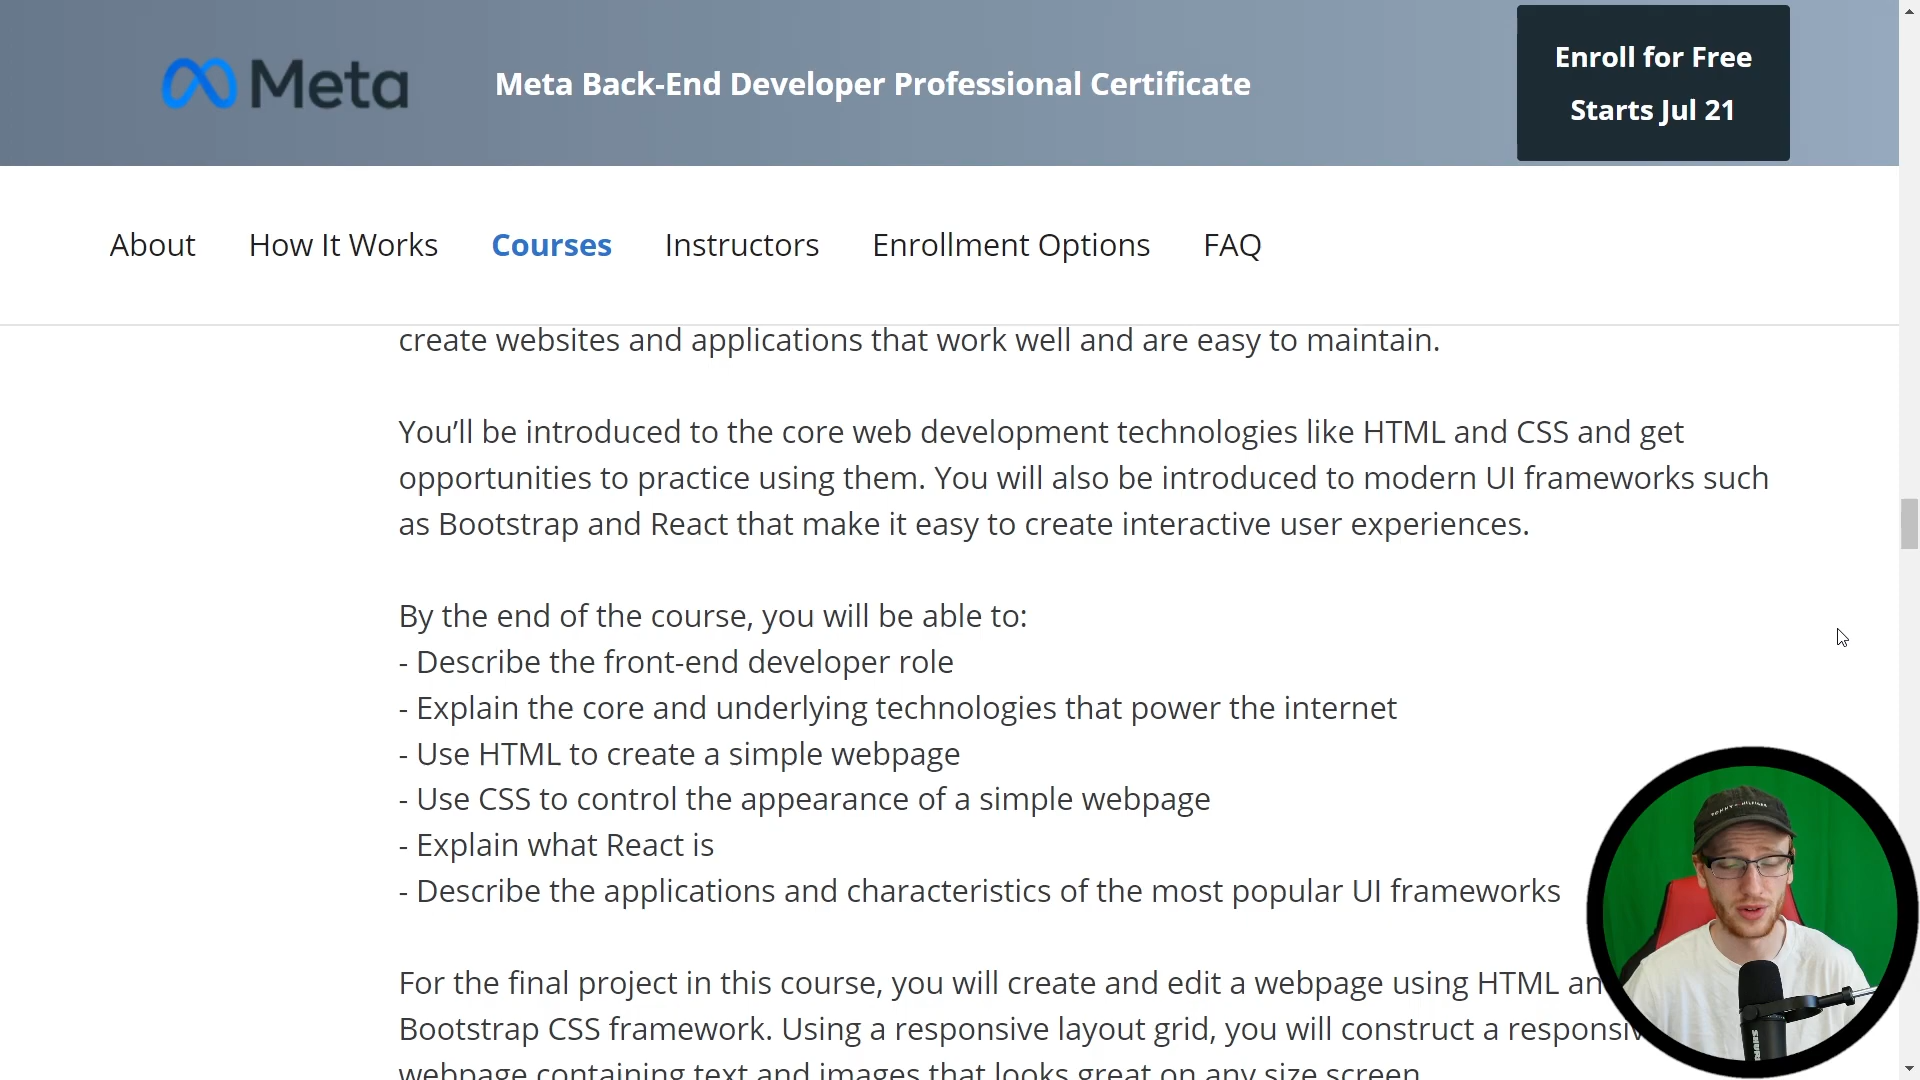 Meta
Meta Back-End Developer Professional Certificate
Enroll for Free
Starts Jul 21
About How It Works Courses Instructors Enrollment Options FAQ
create websites and applications that work well and are easy to maintain.
You’ll be introduced to the core web development technologies like HTML and CSS and get
opportunities to practice using them. You will also be introduced to modern UI frameworks such
as Bootstrap and React that make it easy to create interactive user experiences.
By the end of the course, you will be able to:
- Describe the front-end developer role
- Explain the core and underlying technologies that power the internet
- Use HTML to create a simple webpage
- Use CSS to control the appearance of a simple webpage
- Explain what React is
- Describe the applications and characteristics of the most popular UI frameworks
For the final project in this course, you will create and edit a webpage using HTML an
Bootstrap CSS framework. Using a responsive layout grid, you will construct a responsiv
webpage containing text and images that looks great on any size screen.
TOMMY HILFIGER
SHURE